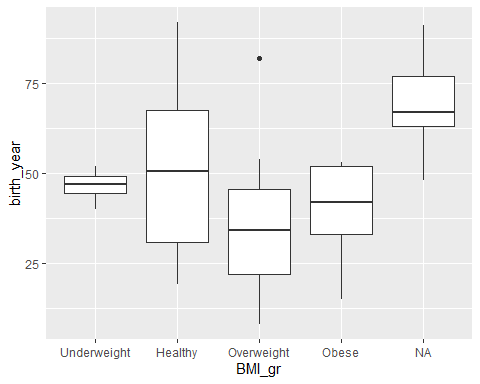 birth_year
75
50
25
Underweight Healthy Overweight Obese NA
BMI_gr